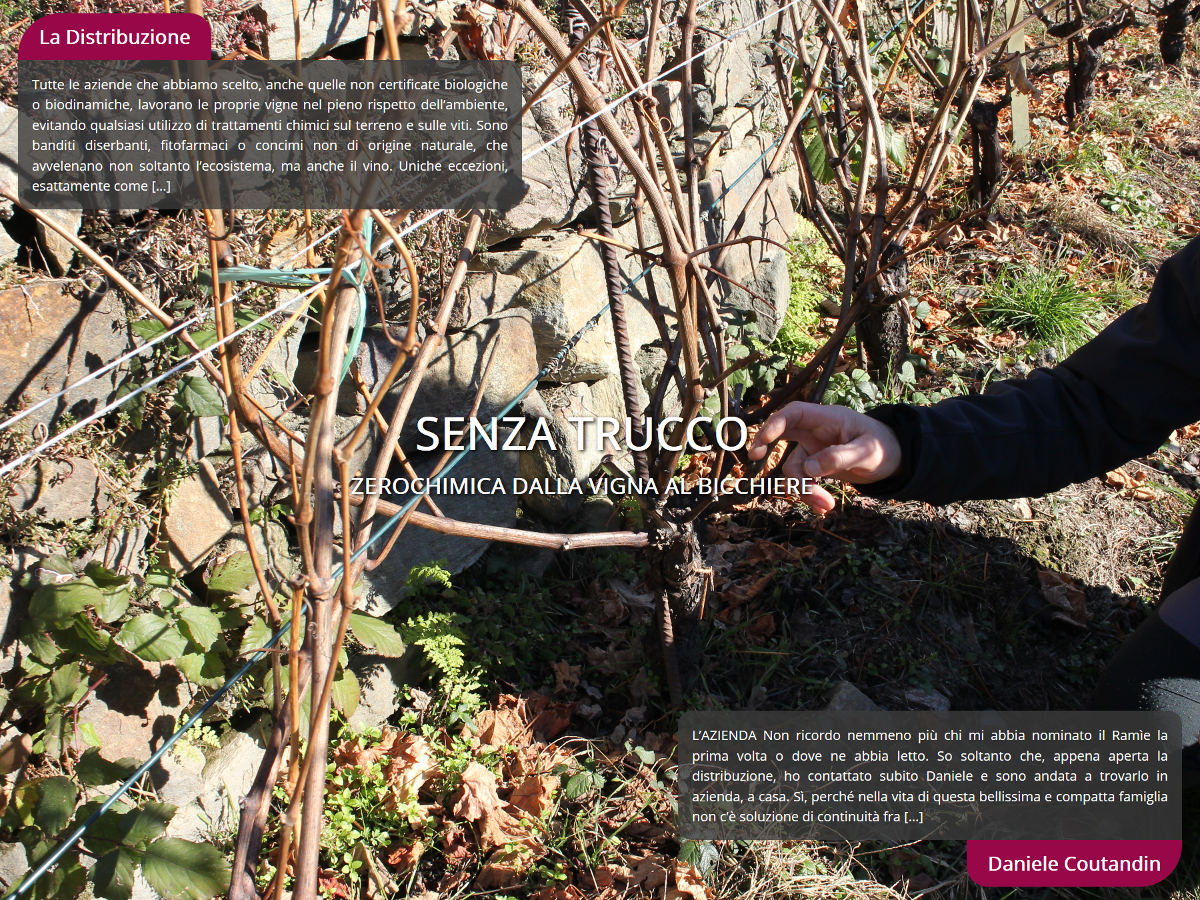 La Distribuzione
Tutte le aziende che abbiamo scelto, anche quelle non certificate biologiche
o biodinamiche, lavorano le proprie vigne nel pieno rispetto dell’ambiente,
evitando qualsiasi utilizzo di trattamenti chimici sul terreno e sulle viti. Sono
banditi diserbanti, fitofarmaci o concimi non di origine naturale, che
avvelenano non soltanto l’ecosistema, ma anche il vino. Uniche eccezioni,
esattamente come [...]
SENZA TRUCCO
ZEROCHIMICA DALLA VIGNA AL BICCHIERE
L’AZIENDA Non ricordo nemmeno più chi mi abbia nominato il Ramìe la
prima volta o dove ne abbia letto. So soltanto che, appena aperta la
distribuzione, ho contattato subito Daniele e sono andata a trovarlo in
azienda, a casa. Sì, perché nella vita di questa bellissima e compatta famiglia
non c’è soluzione di continuità fra [...]
Daniele Coutandin